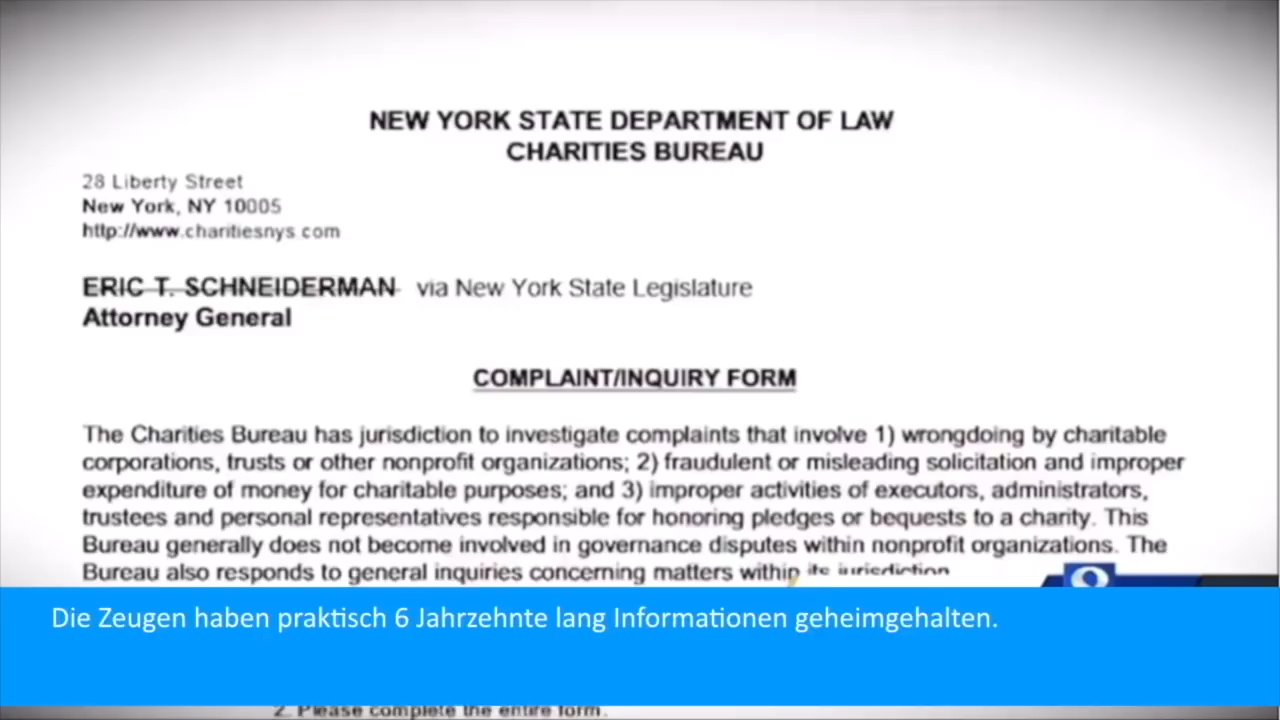 NEW YORK STATE DEPARTMENT OF LAW
CHARITIES BUREAU
28 Liberty Street
New York, NY 10005
http://www.charitiesnys.com
ERIC T. SCHNEIDERMAN via New York State Legislature
Attorney General
COMPLAINT/INQUIRY FORM
The Charities Bureau has jurisdiction to investigate complaints that involve 1) wrongdoing by charitable
corporations, trusts or other nonprofit organizations; 2) fraudulent or misleading solicitation and improper
expenditure of money for charitable purposes; and 3) improper activities of executors, administrators,
trustees and personal representatives responsible for honoring pledges or bequests to a charity. This
Bureau generally does not become involved in governance disputes within nonprofit organizations. The
Bureau also responds to general inquiries concerning matters within its jurisdiction
9
Die Zeugen haben praktisch 6 Jahrzehnte lang Informationen geheimgehalten.
2. Please complete the entire form.